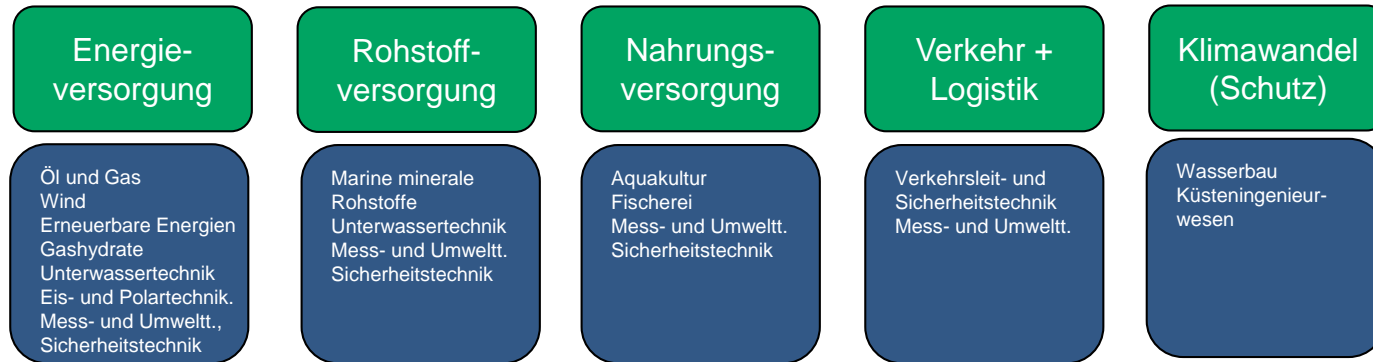 Energie-
versorgung
Rohstoff-
versorgung
Nahrungs-
versorgung
Verkehr +
Logistik
Klimawandel
(Schutz)
Öl und Gas
Wind
Erneuerbare Energien
Gashydrate
Unterwassertechnik
Eis- und Polartechnik.
Mess- und Umweltt.,
Sicherheitstechnik
Marine minerale
Rohstoffe
Unterwassertechnik
Mess- und Umweltt.
Sicherheitstechnik
Aquakultur
Fischerei
Mess- und Umweltt.
Sicherheitstechnik
Verkehrsleit- und
Sicherheitstechnik
Mess- und Umweltt.
Wasserbau
Küsteningenieur-
wesen